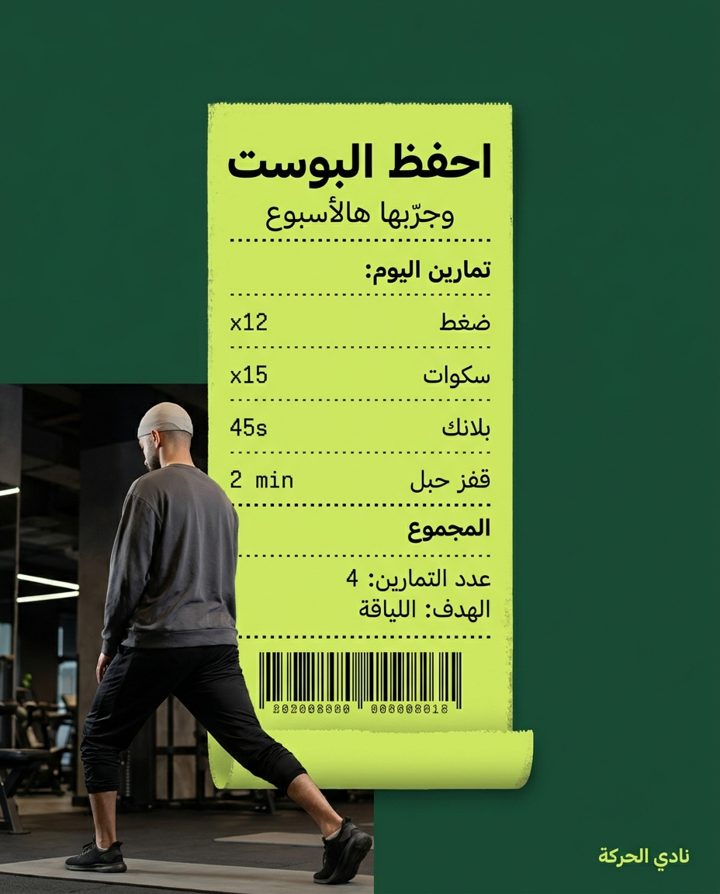 احفظ البوست
وجرّبها هالأسبوع
تمارين اليوم:
ضغط x12
سكوات x15
بلانك 45s
قفز حبل 2 min
المجموع
عدد التمارين: 4
الهدف: اللياقة
نادي الحركة